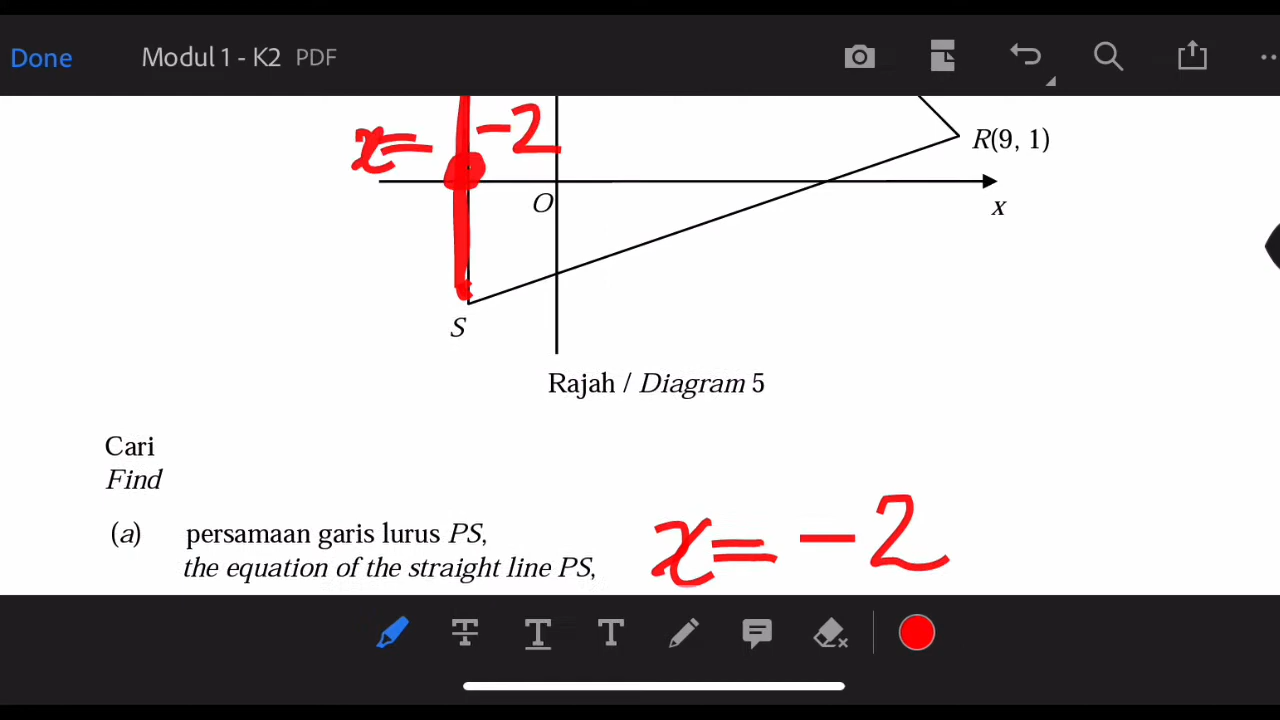 Done Modul 1 - K2 PDF
x= -2
R(9, 1)
O
x
S
Rajah / Diagram 5
Cari
Find
(a) persamaan garis lurus PS,
x= -2
the equation of the straight line PS,
T T T